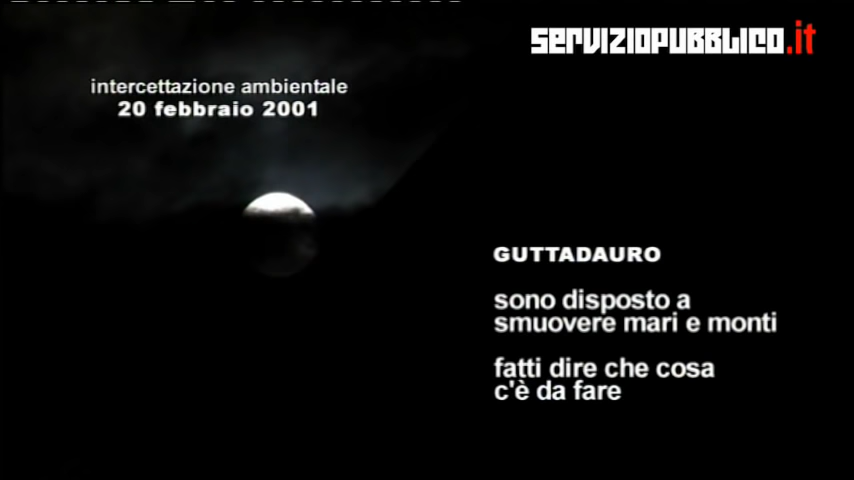 SERVIZIOPUBBLICO.it
intercettazione ambientale
20 febbraio 2001
GUTTADAURO
sono disposto a
smuovere mari e monti
fatti dire che cosa
c'è da fare